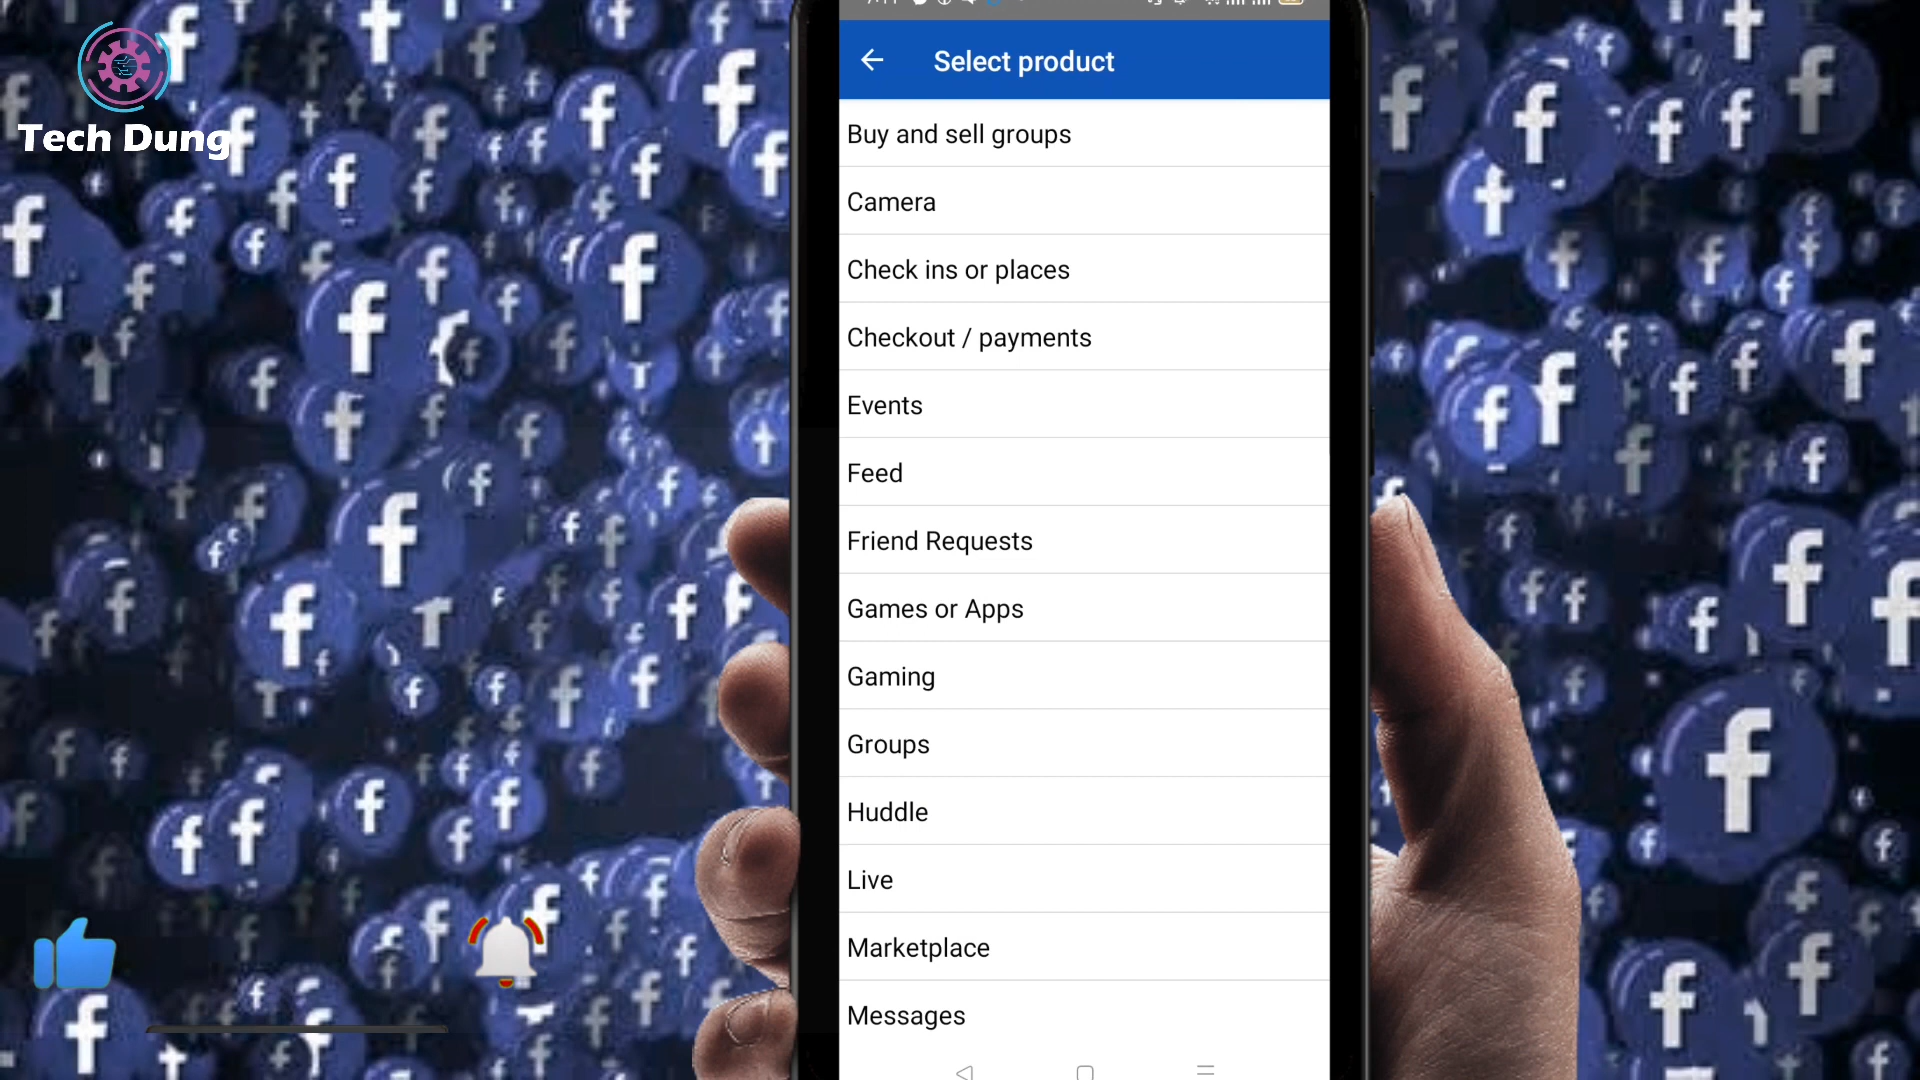 Tech Dung
Select product
Buy and sell groups
Camera
Check ins or places
Checkout / payments
Events
Feed
Friend Requests
Games or Apps
Gaming
Groups
Huddle
Live
Marketplace
Messages